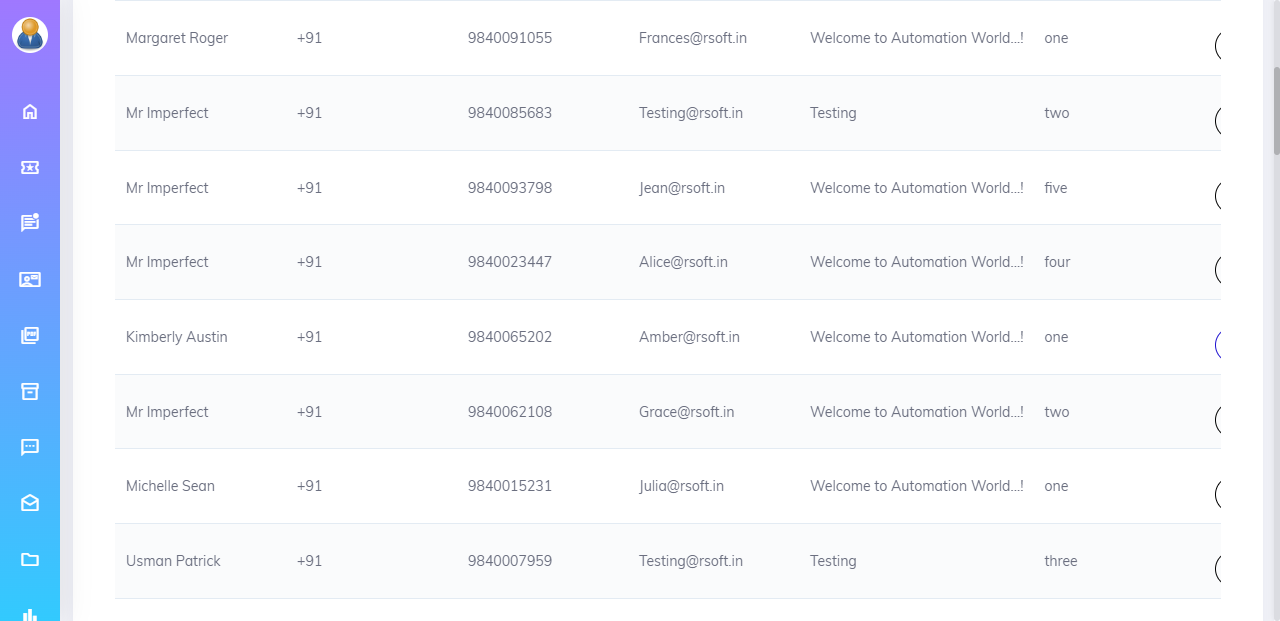 Margaret Roger +91 9840091055 Frances@rsoft.in Welcome to Automation World...! one
Mr Imperfect +91 9840085683 Testing@rsoft.in Testing two
Mr Imperfect +91 9840093798 Jean@rsoft.in Welcome to Automation World...! five
Mr Imperfect +91 9840023447 Alice@rsoft.in Welcome to Automation World...! four
Kimberly Austin +91 9840065202 Amber@rsoft.in Welcome to Automation World...! one
Mr Imperfect +91 9840062108 Grace@rsoft.in Welcome to Automation World...! two
Michelle Sean +91 9840015231 Julia@rsoft.in Welcome to Automation World...! one
Usman Patrick +91 9840007959 Testing@rsoft.in Testing three